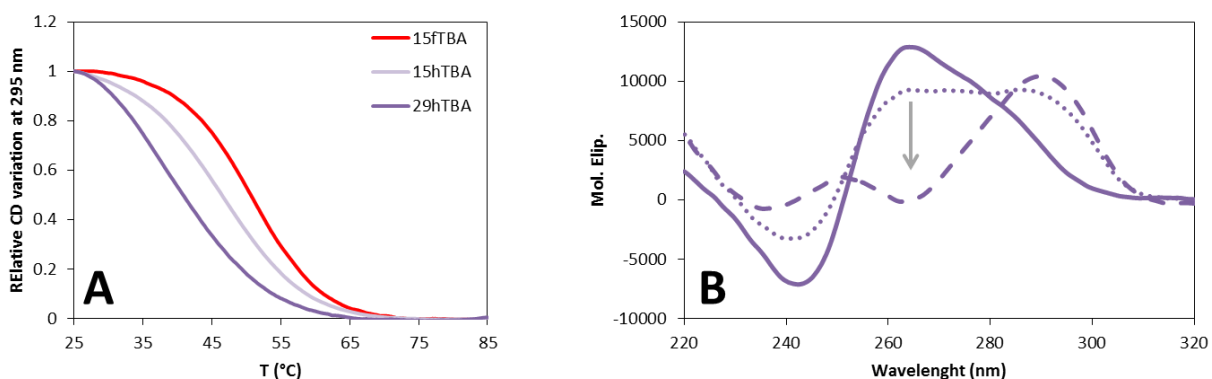 RElative CD variation at 295 nm
1.2
1
0.8
0.6
0.4
0.2
0
15fTBA
15hTBA
29hTBA
A
25 35 45 55 65 75 85
T (°C)
Mol. Elip.
15000
10000
5000
0
-5000
-10000
B
220 240 260 280 300 320
Wavelenght (nm)